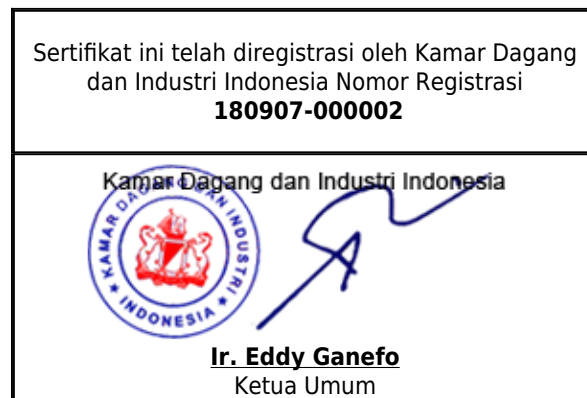 Sertifikat ini telah diregistrasi oleh Kamar Dagang
dan Industri Indonesia Nomor Registrasi
180907-000002
Kamar Dagang dan Industri Indonesia
KAMAR DAGANG DAN INDUSTRI
INDONESIA
Ir. Eddy Ganefo
Ketua Umum